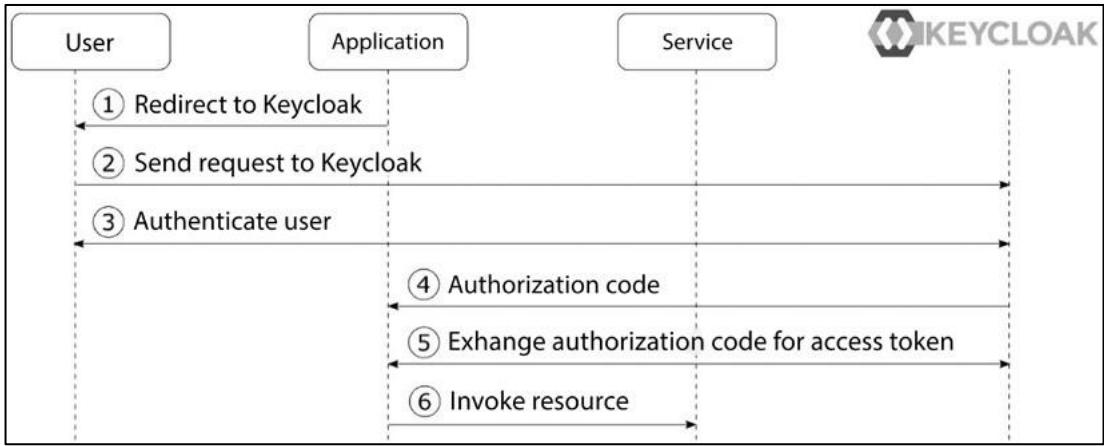 User
Application
Service
KEYCLOAK
① Redirect to Keycloak
② Send request to Keycloak
③ Authenticate user
④ Authorization code
⑤ Exhange authorization code for access token
⑥ Invoke resource